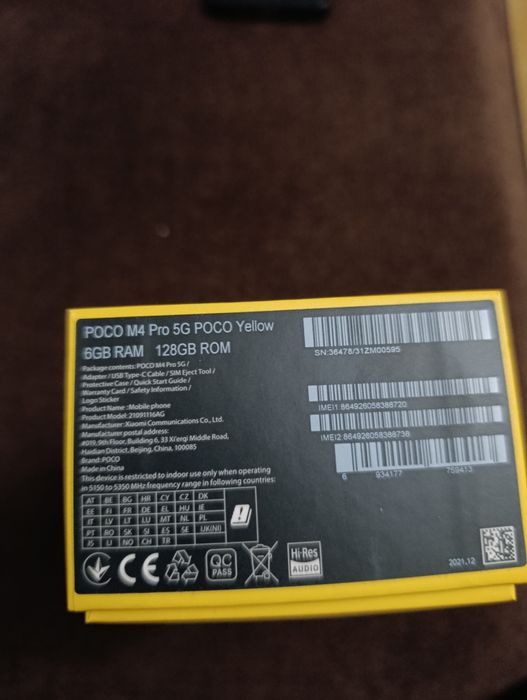 POCO M4 Pro 5G POCO Yellow
6GB RAM 128GB ROM
Package contents: POCO M4 Pro 5G /
Adapter / USB Type-C Cable / SIM Eject Tool /
Protective Case / Quick Start Guide /
Warranty Card / Safety Information /
Logo Sticker
Product Name :Mobile phone
Product Model: 21091116AG
Manufacturer: Xiaomi Communications Co., Ltd.
Manufacturer postal address:
#019, 9th Floor, Building 6, 33 Xi'erqi Middle Road,
Haidian District, Beijing, China, 100085
Brand: POCO
Made in China
This device is restricted to indoor use only when operating
in 5150 to 5350 MHz frequency range in following countries:
AT BE BG HR CY CZ DK
EE FI FR DE EL HU IE
IT LV LT LU MT NL PL
PT RO SK SI ES SE UK(NI)
IS LI NO CH TR
SN:36478/31ZM00595
IMEI1:864926058388720
IMEI2:864926058388738
6 934177 759413
CE
QC
PASS
Hi-Res
AUDIO
2021.12